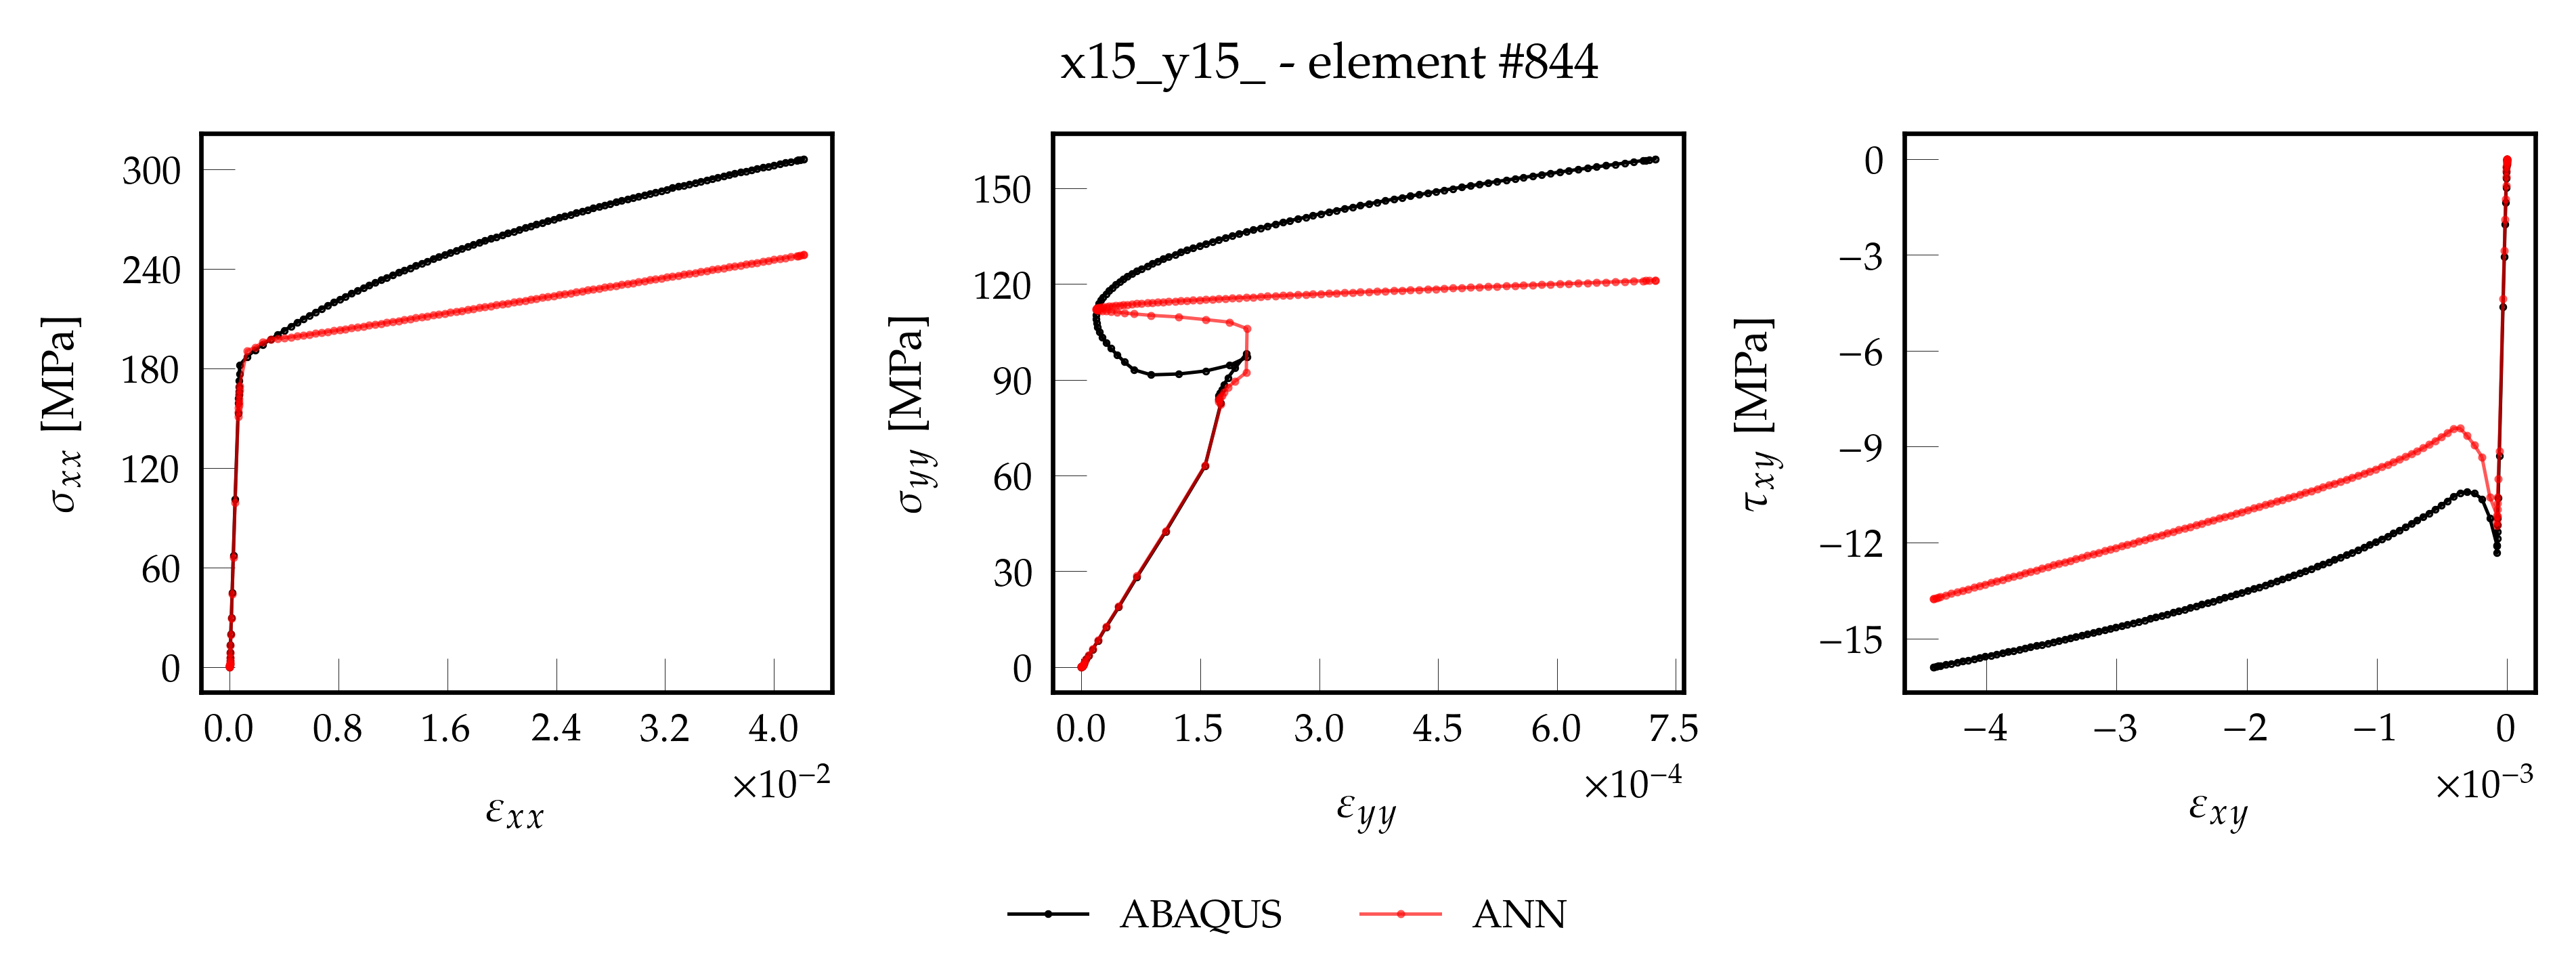 x15_y15_ - element #844
σxx [MPa]
300
240
180
120
60
0
0.0 0.8 1.6 2.4 3.2 4.0
×10−2
εxx
σyy [MPa]
150
120
90
60
30
0
0.0 1.5 3.0 4.5 6.0 7.5
×10−4
εyy
τxy [MPa]
0
−3
−6
−9
−12
−15
−4 −3 −2 −1 0
×10−3
εxy
ABAQUS ANN